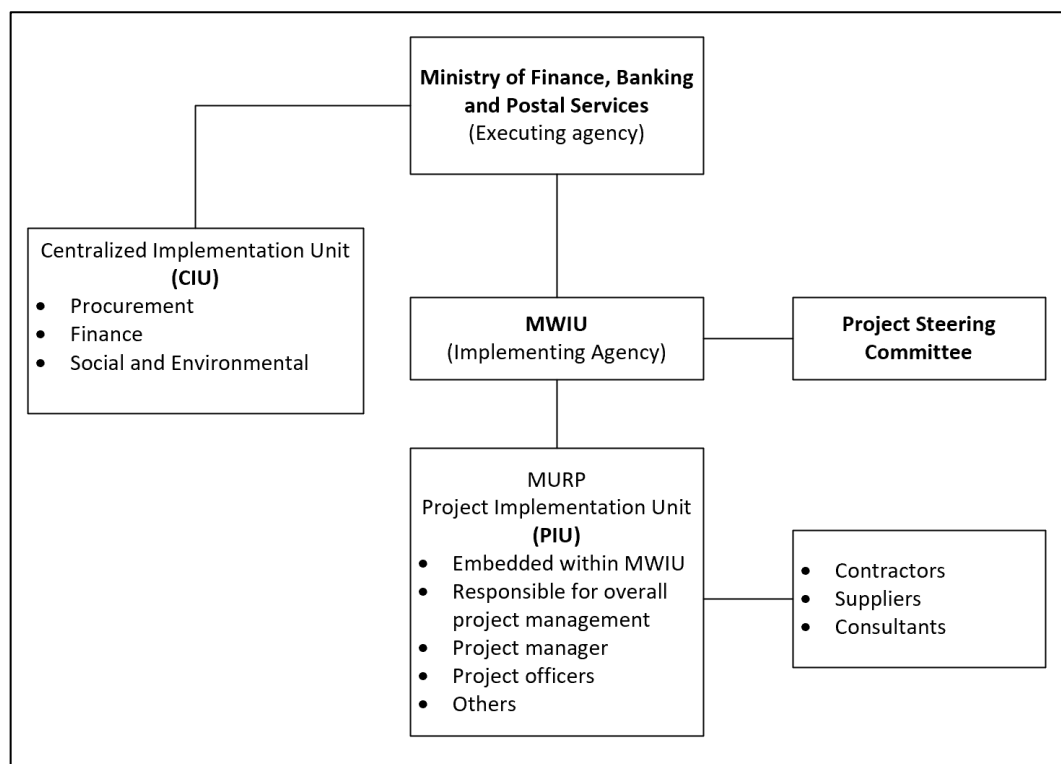 Ministry of Finance, Banking
and Postal Services
(Executing agency)
Centralized Implementation Unit
(CIU)
• Procurement
• Finance
• Social and Environmental
MWIU
(Implementing Agency)
Project Steering
Committee
MURP
Project Implementation Unit
(PIU)
• Embedded within MWIU
• Responsible for overall
project management
• Project manager
• Project officers
• Others
• Contractors
• Suppliers
• Consultants